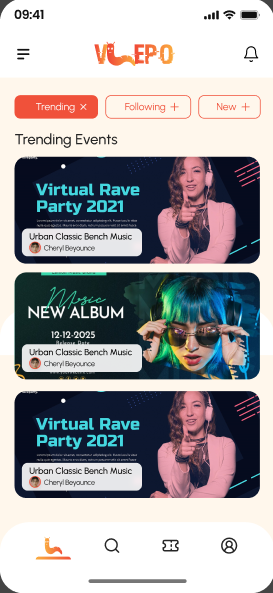 09:41
VLEPO
Trending × Following + New +
Trending Events
Virtual Rave
Party 2021
Urban Classic Bench Music
Cheryl Beyounce
Music
NEW ALBUM
12-12-2025
Release Date
Urban Classic Bench Music
Cheryl Beyounce
Virtual Rave
Party 2021
Urban Classic Bench Music
Cheryl Beyounce